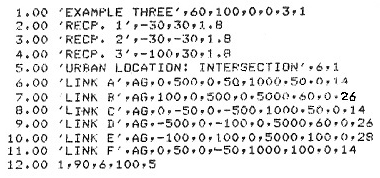 1.00 'EXAMPLE THREE',60,100,0,0,3,1
2.00 'RECP. 1',-30,30,1.8
3.00 'RECP. 2',-30,-30,1.8
4.00 'RECP. 3',-100,30,1.8
5.00 'URBAN LOCATION: INTERSECTION',6,1
6.00 'LINK A',AG,0,500,0,50,1000,50,0,14
7.00 'LINK B',AG,100,0,500,0,5000,60,0,26
8.00 'LINK C',AG,0,-50,0,-500,1000,50,0,14
9.00 'LINK D',AG,-500,0,-100,0,5000,60,0,26
10.00 'LINK E',AG,-100,0,100,0,5000,100,0,28
11.00 'LINK F',AG,0,50,0,-50,1000,100,0,14
12.00 1,90,6,100,5